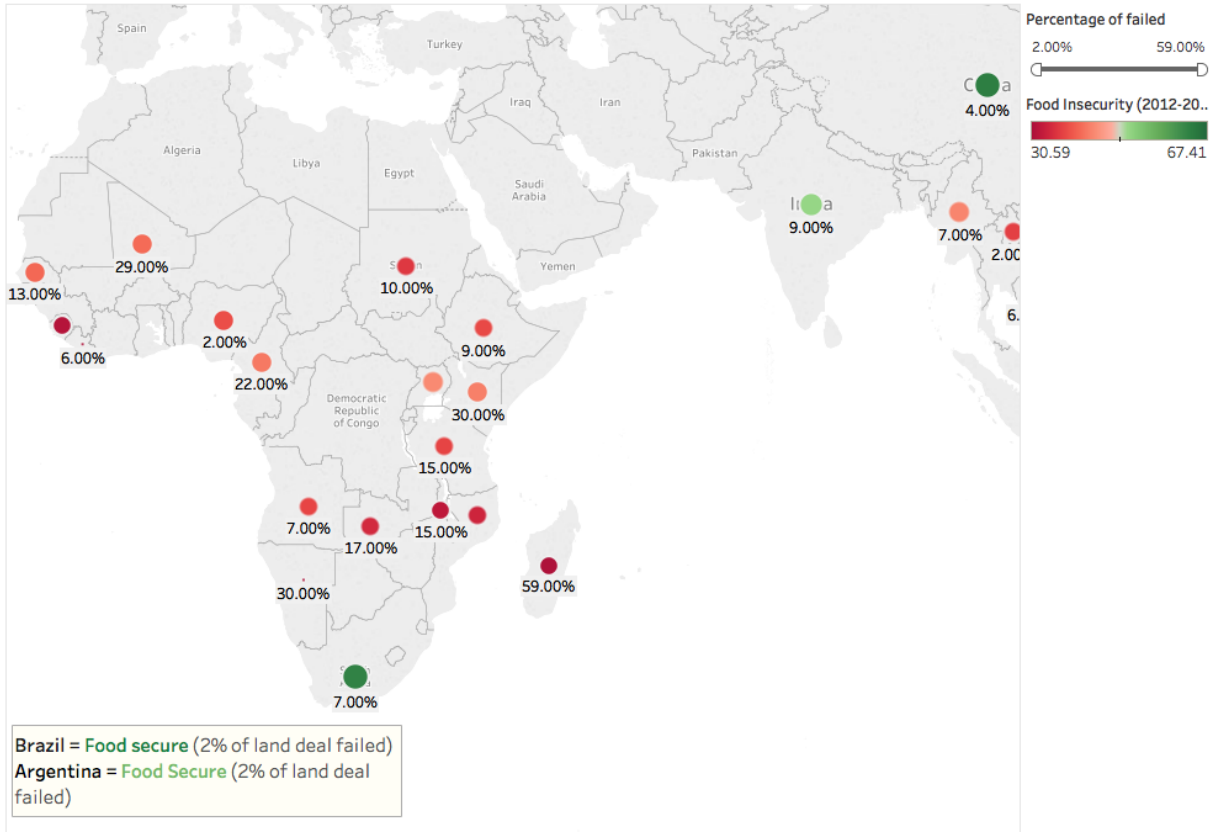 Spain
Turkey
Iraq
Iran
Algeria
Libya
Egypt
Pakistan
Saudi
Arabia
Yemen
4.00%
9.00%
7.00%
2.00
6.
29.00%
13.00%
10.00%
6.00%
2.00%
9.00%
22.00%
30.00%
Democratic
Republic
of Congo
15.00%
7.00%
17.00%
15.00%
59.00%
30.00%
7.00%
Brazil = Food secure (2% of land deal failed)
Argentina = Food Secure (2% of land deal
failed)
Percentage of failed
2.00% 59.00%
Food Insecurity (2012-20..
30.59 67.41